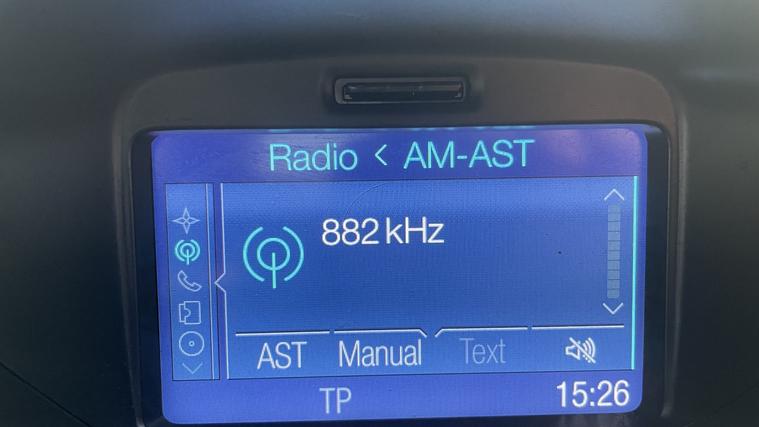 Radio < AM-AST
882 kHz
AST Manual Text
TP 15:26